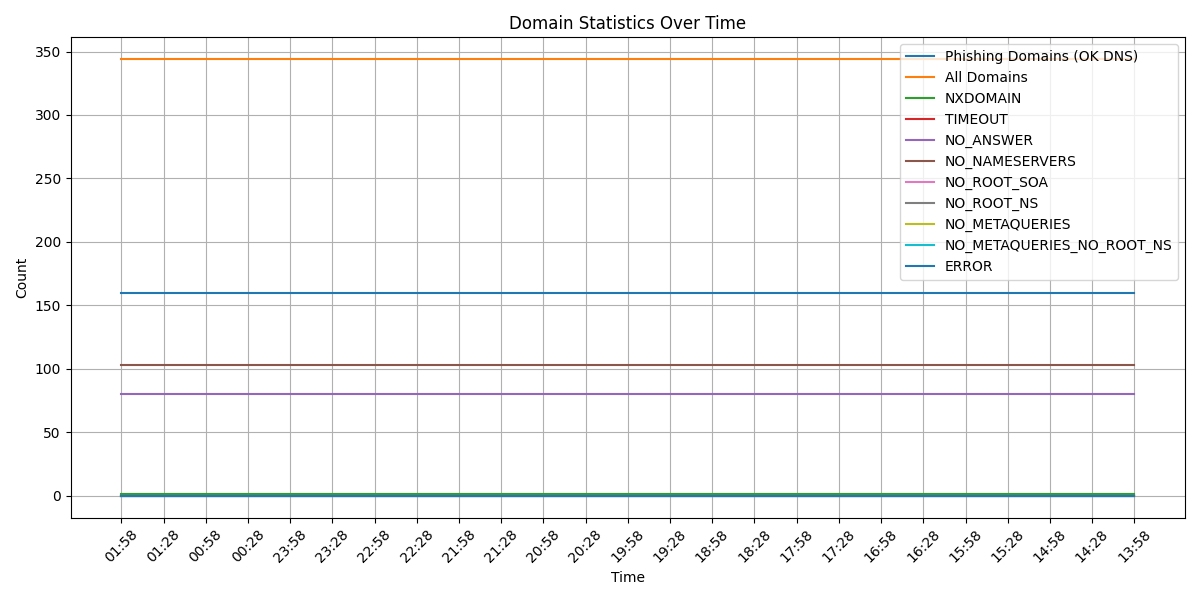 Domain Statistics Over Time
350
300
250
200
150
100
50
0
Count
Phishing Domains (OK DNS)
All Domains
NXDOMAIN
TIMEOUT
NO_ANSWER
NO_NAMESERVERS
NO_ROOT_SOA
NO_ROOT_NS
NO_METAQUERIES
NO_METAQUERIES_NO_ROOT_NS
ERROR
01:58
01:28
00:58
00:28
23:58
23:28
22:58
22:28
21:58
21:28
20:58
20:28
19:58
19:28
18:58
18:28
17:58
17:28
16:58
16:28
15:58
15:28
14:58
14:28
13:58
Time